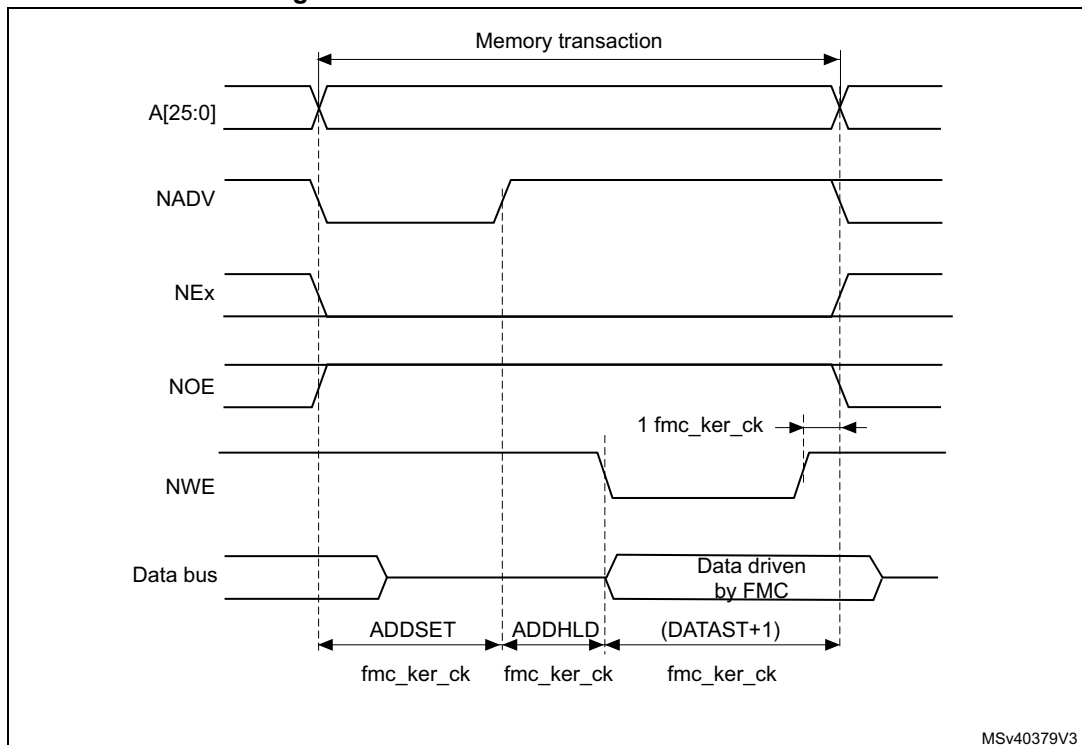 g
Memory transaction
A[25:0]
NADV
NEx
NOE
1 fmc_ker_ck
NWE
Data bus
Data driven
by FMC
ADDSET ADDHLD (DATAST+1)
fmc_ker_ck fmc_ker_ck fmc_ker_ck
MSv40379V3